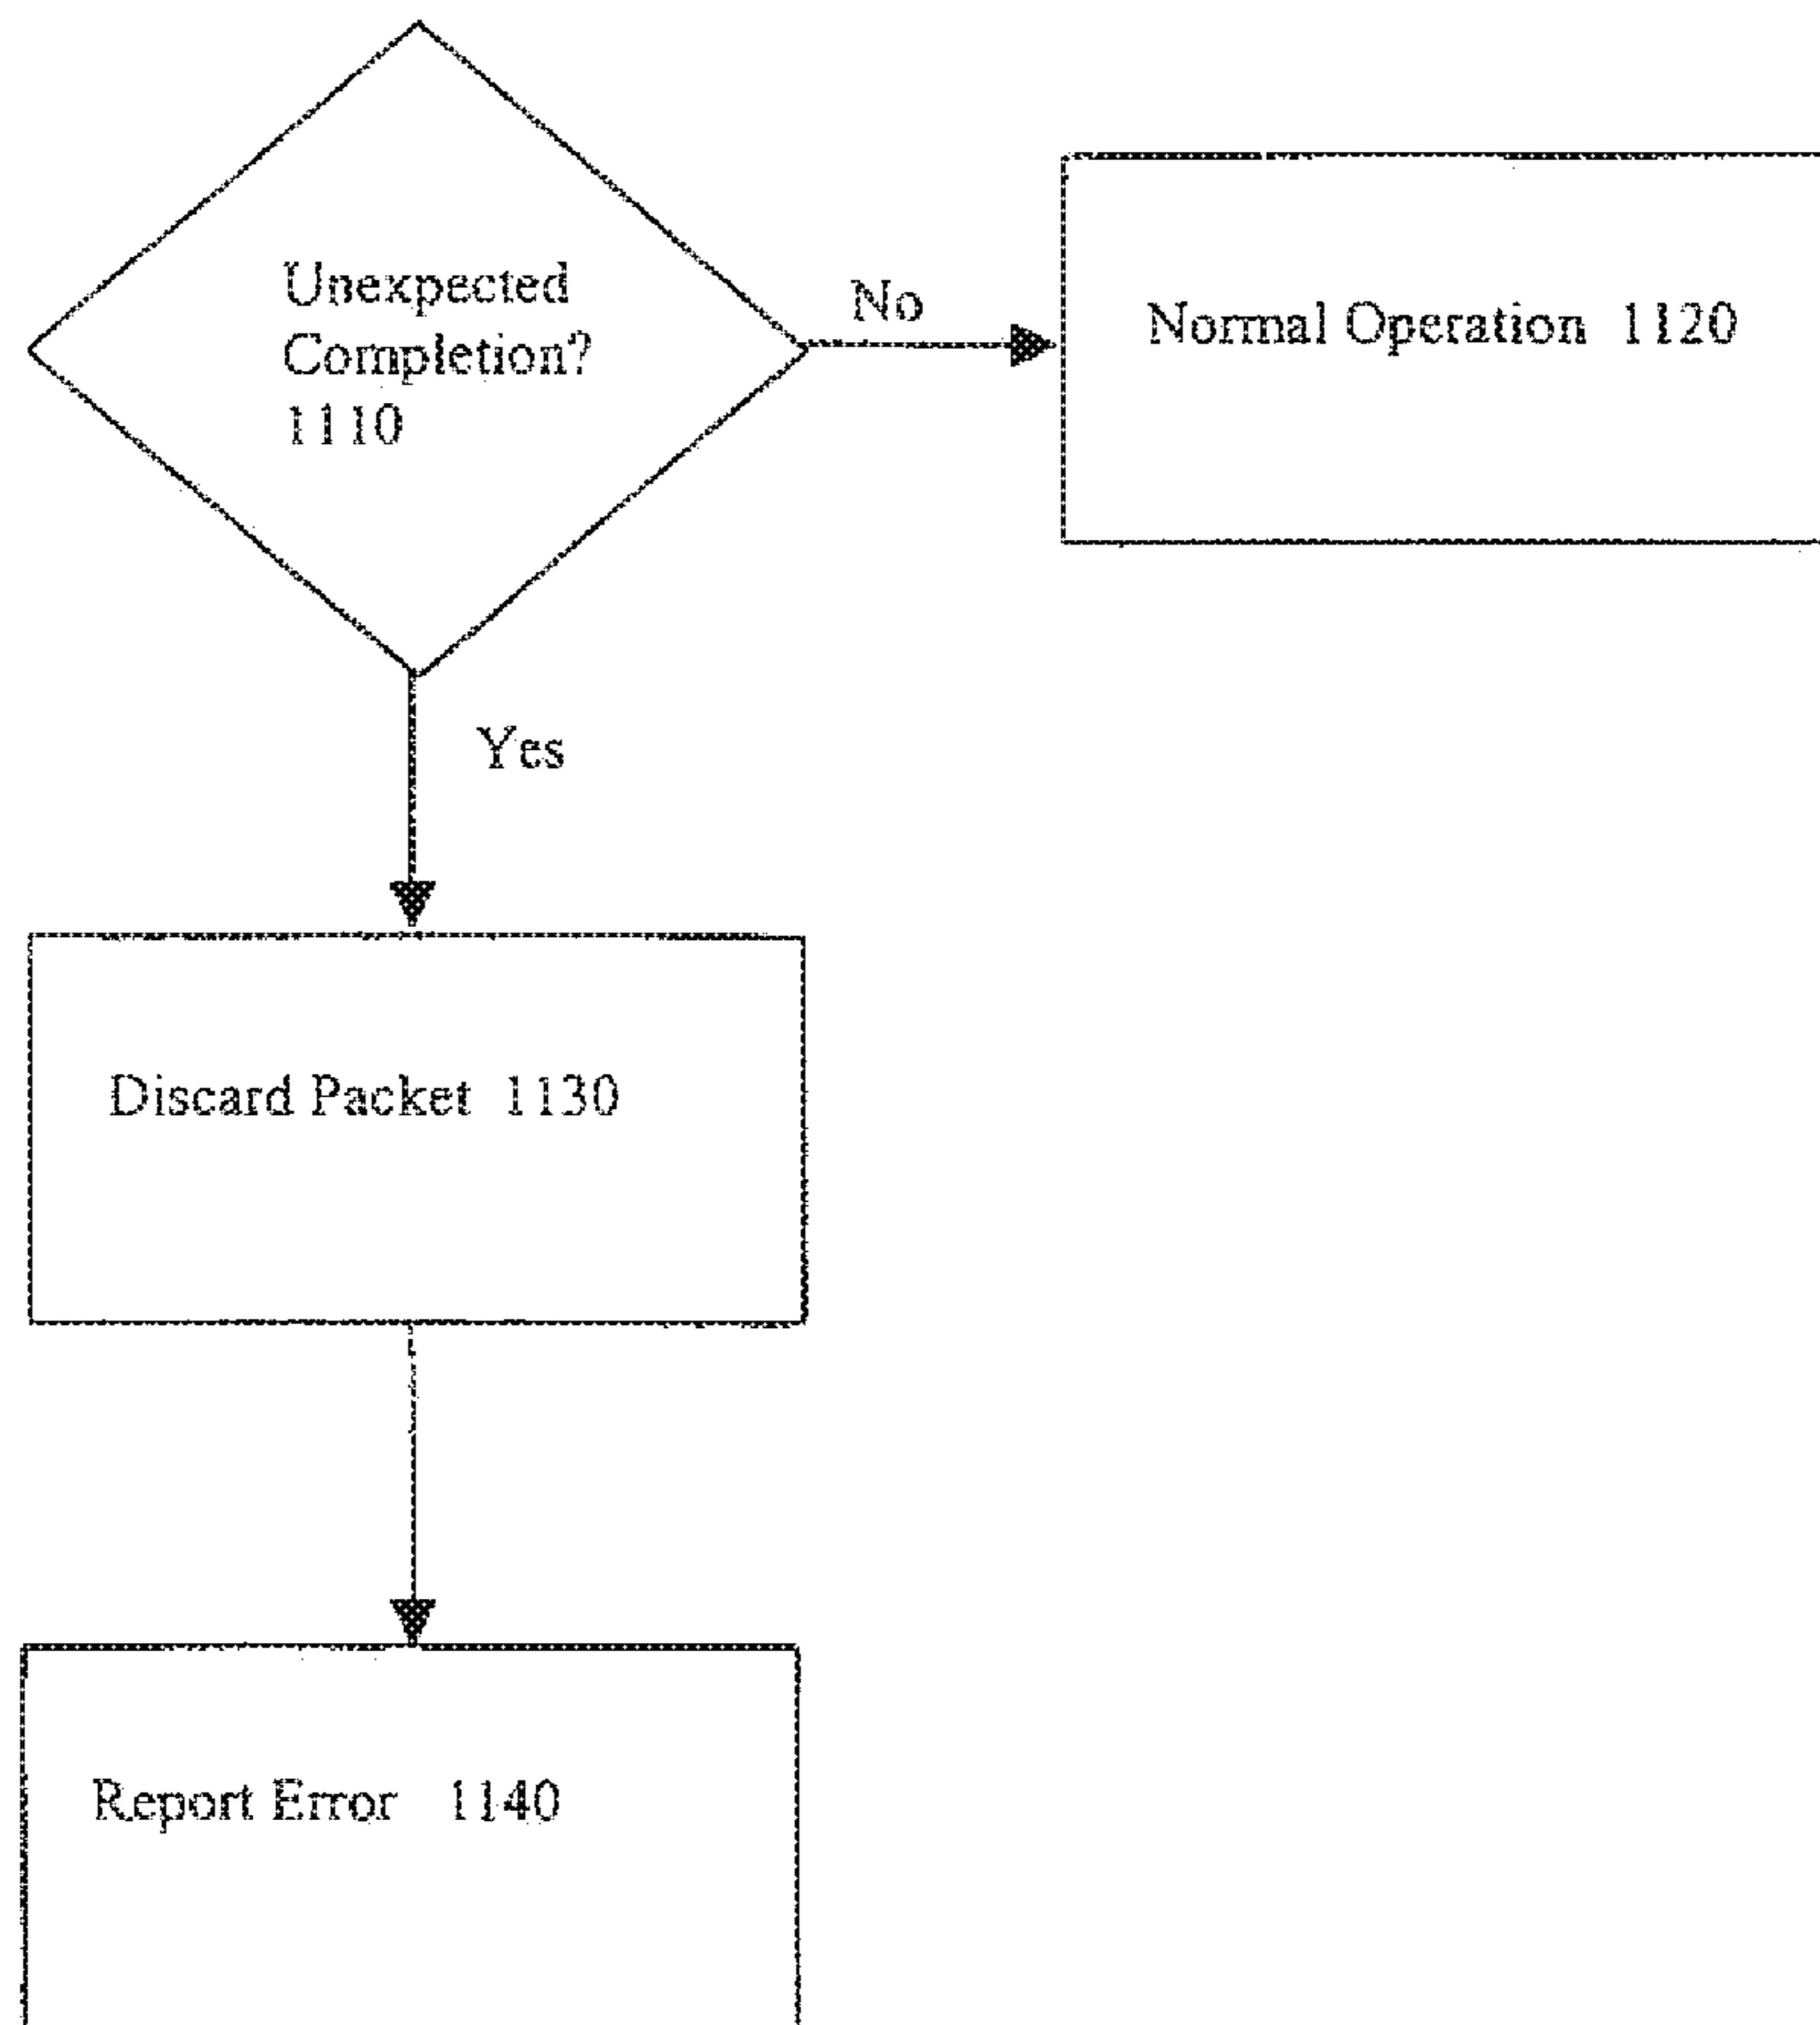 Unexpected
Completion?
1110
No
Normal Operation 1120
Yes
Discard Packet 1130
Report Error 1140